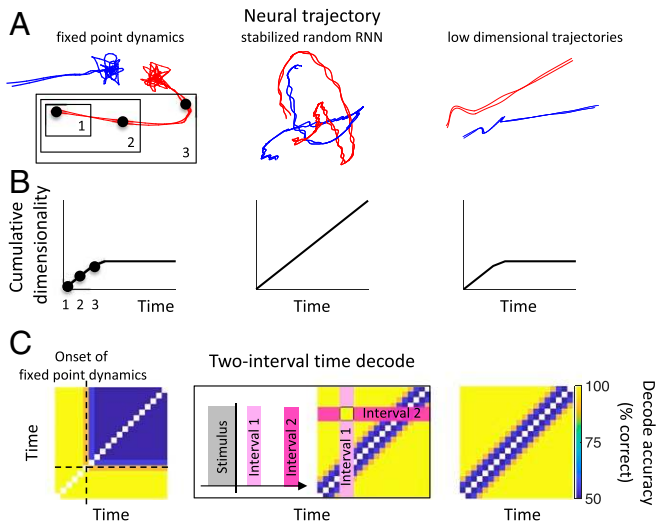 A
Neural trajectory
fixed point dynamics
stabilized random RNN
low dimensional trajectories
1
2
3
B
Cumulative
dimensionality
1 2 3
Time
Time
Time
C
Onset of
fixed point dynamics
Two-interval time decode
Time
Time
Stimulus
Interval 1
Interval 2
Interval 1
Interval 2
Time
Time
100
75
50
Decode accuracy
(% correct)